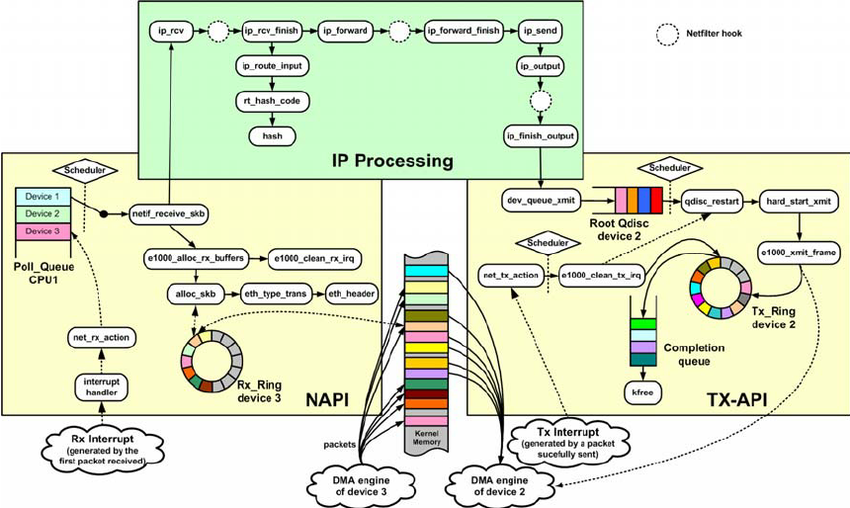 ip_rcv
ip_rcv_finish
ip_forward
ip_forward_finish
ip_send
Netfilter hook
ip_route_input
ip_output
rt_hash_code
hash
ip_finish_output
IP Processing
Scheduler
Device 1
Device 2
Device 3
Poll_Queue
CPU1
netif_receive_skb
e1000_alloc_rx_buffers
e1000_clean_rx_irq
alloc_skb
eth_type_trans
eth_header
net_rx_action
interrupt
handler
Rx_Ring
device 3
NAPI
Rx Interrupt
(generated by the
first packet received)
packets
Kernel
Memory
DMA engine
of device 3
DMA engine
of device 2
Scheduler
dev_queue_xmit
Root Qdisc
device 2
qdisc_restart
hard_start_xmit
Scheduler
net_tx_action
e1000_clean_tx_irq
e1000_xmit_frame
Tx_Ring
device 2
Completion
queue
kfree
TX-API
Tx Interrupt
(generated by a packet
sucefully sent)